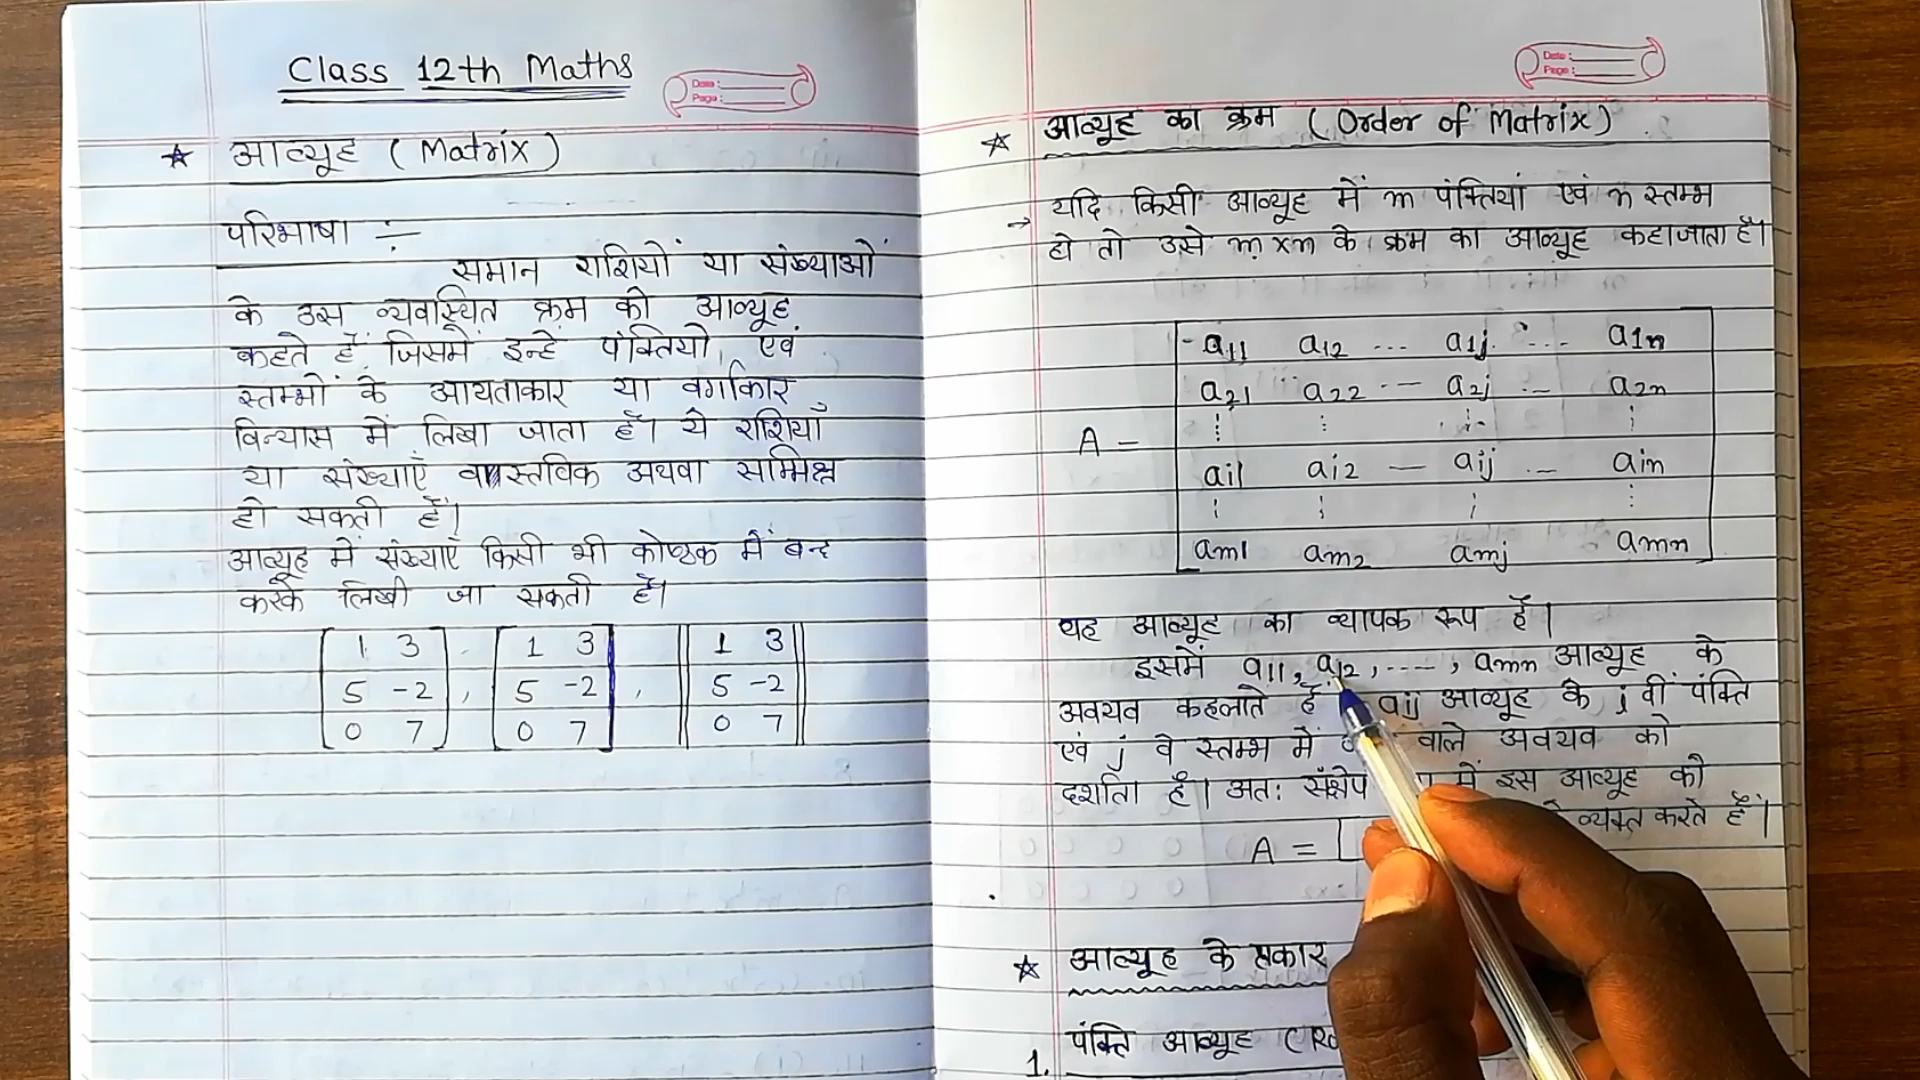 Class 12th Maths
Date :
Page :
★ आव्यूह ( Matrix )
परिभाषा ÷
समान राशियों या संख्याओं
के उस व्यवस्थित क्रम को आव्यूह
कहते हैं जिसमें इन्हें पंक्तियो एवं
स्तम्भों के आयताकार या वर्गाकार
विन्यास में लिखा जाता है। ये राशियाँ
या संख्याएँ वास्तविक अथवा सम्मिश्र
हो सकती हैं।
आव्यूह में संख्याएँ किसी भी कोष्ठक में बन्द
करके लिखी जा सकती है।
[1 3], [1 3], ||1 3||
[5 -2], [5 -2], ||5 -2||
[0 7], [0 7], ||0 7||
Date :
Page :
★ आव्यूह का क्रम ( Order of Matrix )
→ यदि किसी आव्यूह में m पंक्तियां एवं n स्तम्भ
हो तो उसे m x n के क्रम का आव्यूह कहा जाता है।
a11 a12 ... a1j ... a1n
a21 a22 ... a2j ... a2n
A =
ai1 ai2 — aij ... ain
am1 am2 amj amn
यह आव्यूह का व्यापक रूप है।
इसमें a11, a12, ...., amn आव्यूह के
अवयव कहलाते हैं aij आव्यूह के j वीं पंक्ति
एवं j वे स्तम्भ में वाले अवयव को
दर्शाता है। अतः संक्षेप में इस आव्यूह को
व्यक्त करते हैं।
A = [
★ आव्यूह के प्रकार
1. पंक्ति आव्यूह (Ro